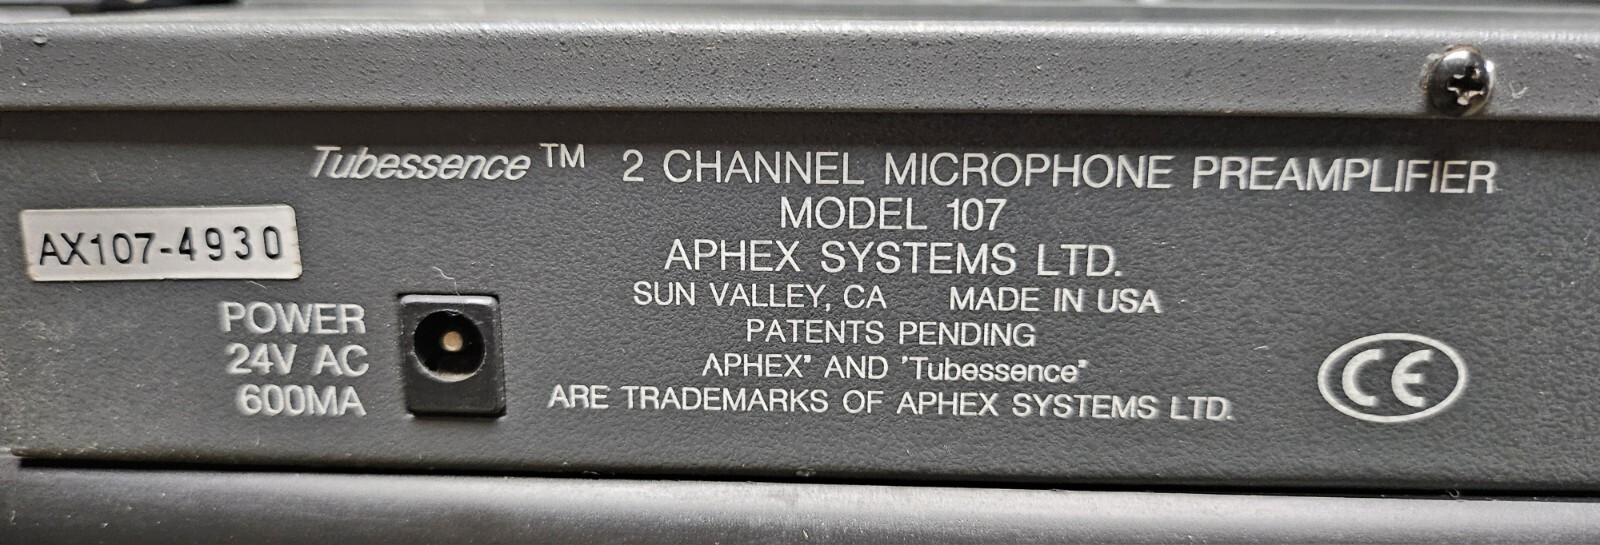 Tubessence™ 2 CHANNEL MICROPHONE PREAMPLIFIER
MODEL 107
APHEX SYSTEMS LTD.
SUN VALLEY, CA MADE IN USA
PATENTS PENDING
APHEX" AND "Tubessence"
ARE TRADEMARKS OF APHEX SYSTEMS LTD.
AX107-4930
POWER
24V AC
600MA
CE